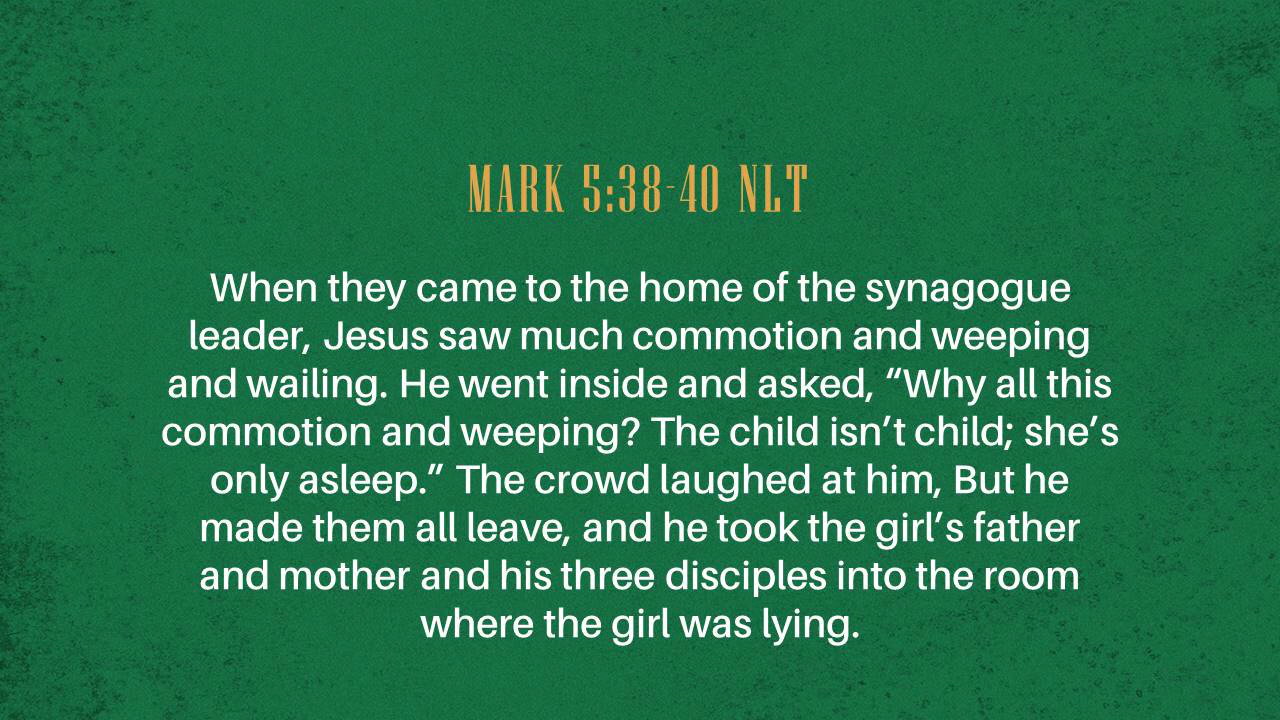 MARK 5:38-40 NLT
When they came to the home of the synagogue
leader, Jesus saw much commotion and weeping
and wailing. He went inside and asked, “Why all this
commotion and weeping? The child isn’t child; she’s
only asleep.” The crowd laughed at him, But he
made them all leave, and he took the girl’s father
and mother and his three disciples into the room
where the girl was lying.